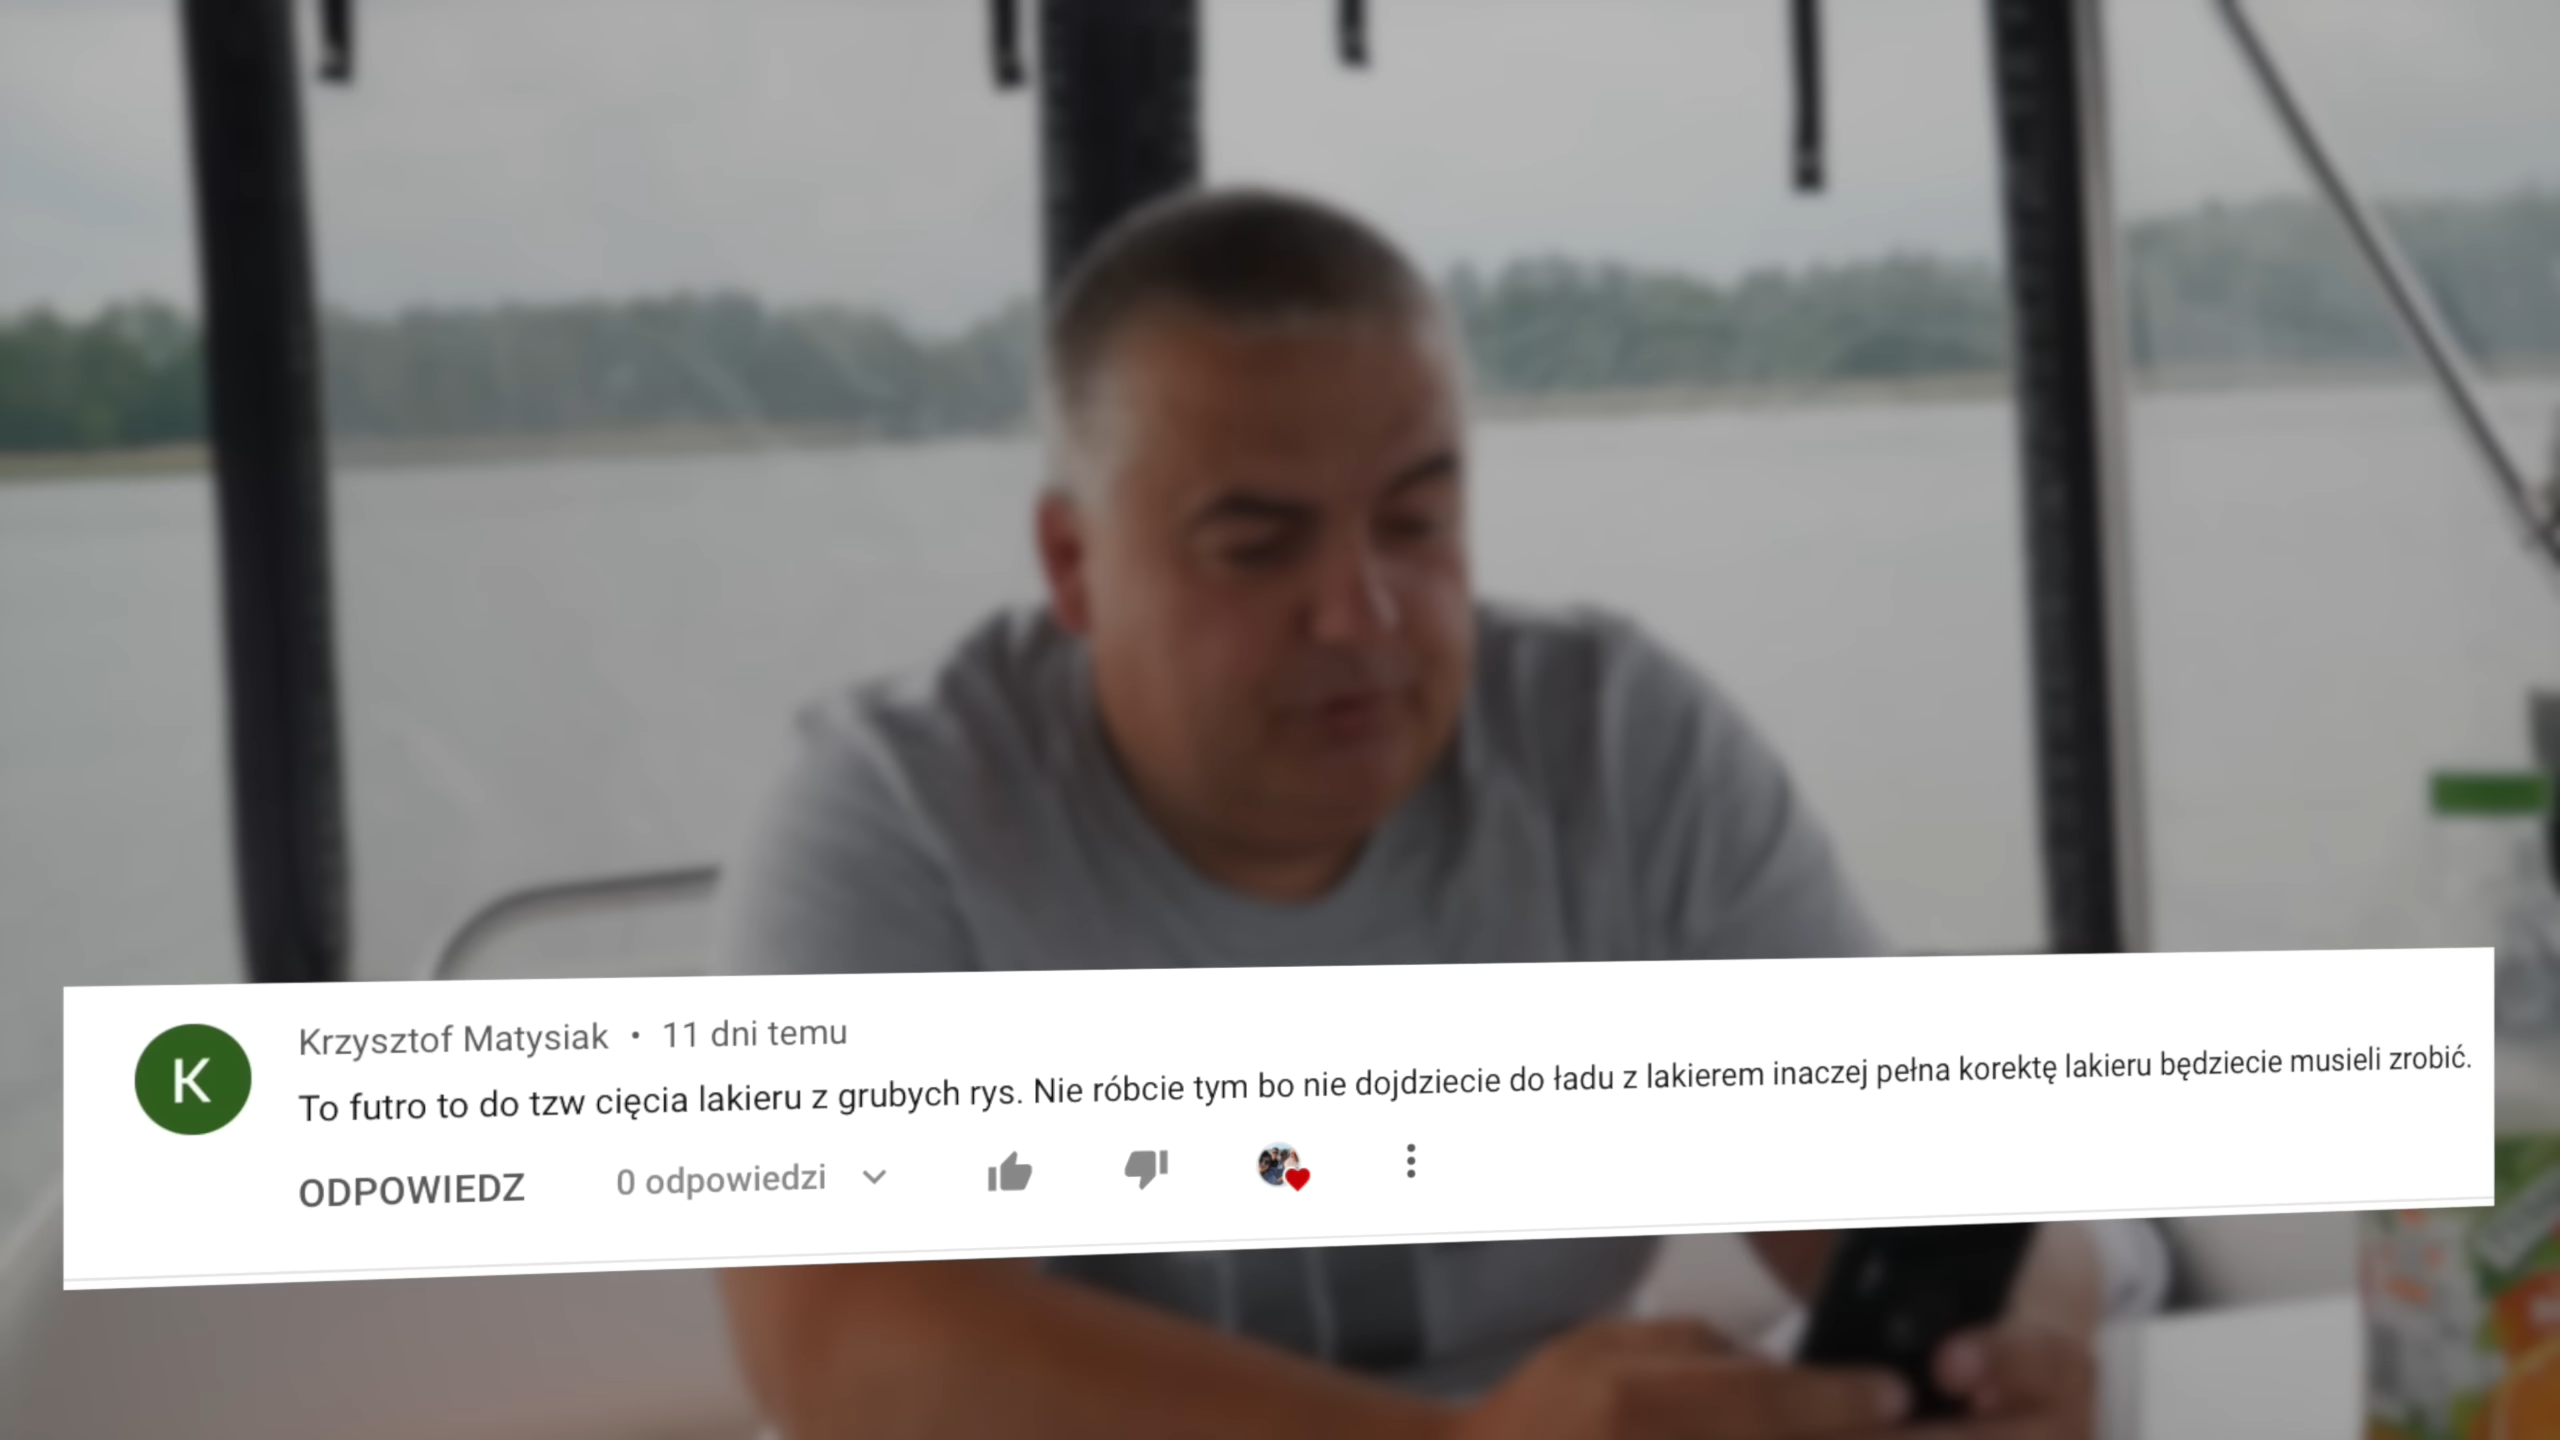 Krzysztof Matysiak • 11 dni temu
To futro to do tzw cięcia lakieru z grubych rys. Nie róbcie tym bo nie dojdziecie do ładu z lakierem inaczej pełna korektę lakieru będziecie musieli zrobić.
ODPOWIEDZ 0 odpowiedzi
K